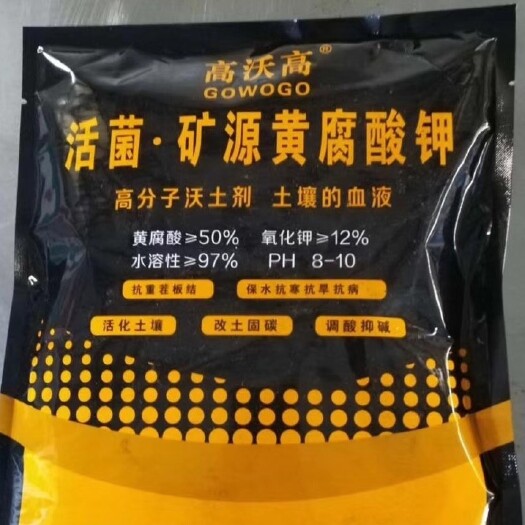 高沃高®
GOWOGO
活菌·矿源黄腐酸钾
高分子沃土剂 土壤的血液
黄腐酸≥50% 氧化钾≥12%
水溶性≥97% PH 8-10
抗重茬板结 保水抗寒抗旱抗病
活化土壤 改土固碳 调酸抑碱